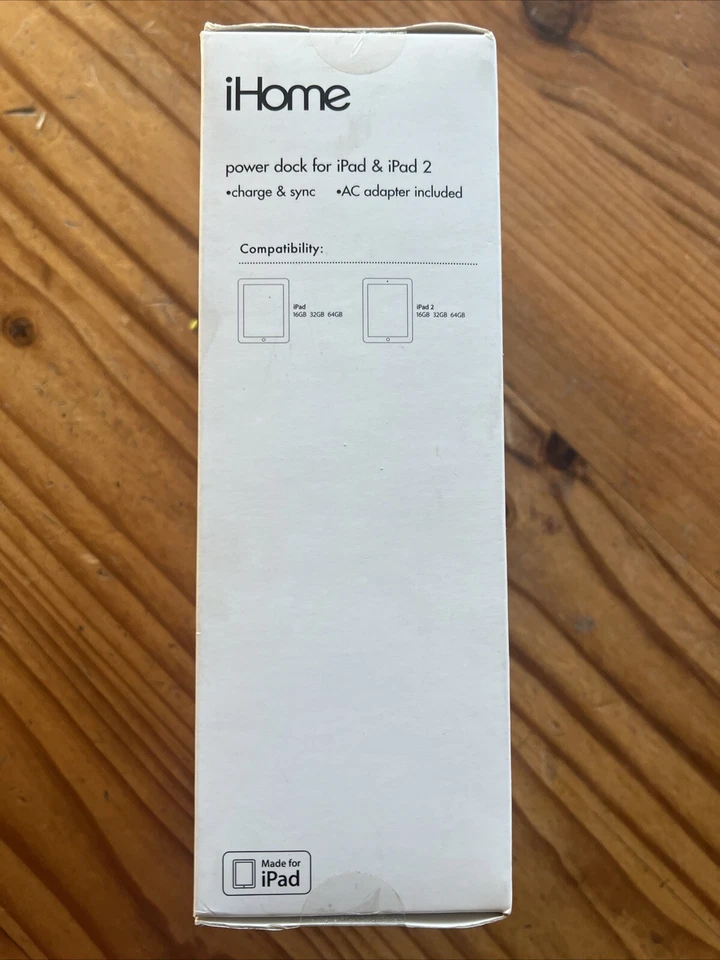 iHome
power dock for iPad & iPad 2
•charge & sync •AC adapter included
Compatibility:
iPad
16GB 32GB 64GB
iPad 2
16GB 32GB 64GB
Made for
iPad